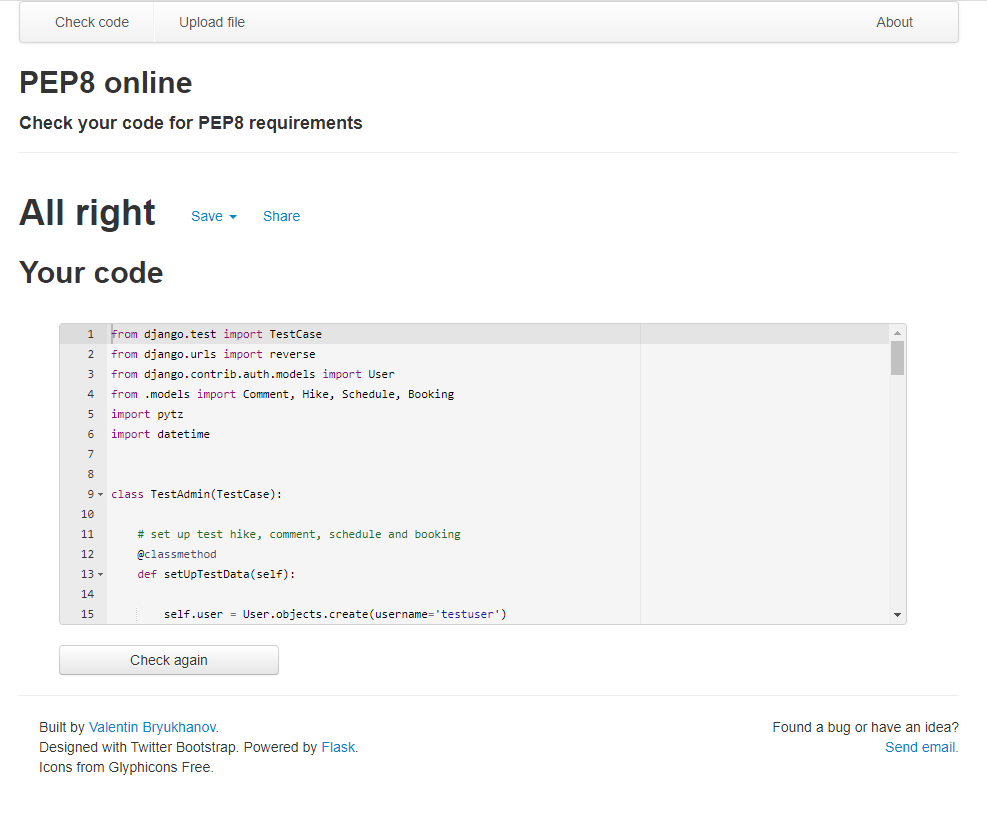 Check code Upload file About
PEP8 online
Check your code for PEP8 requirements
All right Save Share
Your code
1 from django.test import TestCase
2 from django.urls import reverse
3 from django.contrib.auth.models import User
4 from .models import Comment, Hike, Schedule, Booking
5 import pytz
6 import datetime
7
8
9 class TestAdmin(TestCase):
10
11 # set up test hike, comment, schedule and booking
12 @classmethod
13 def setUpTestData(self):
14
15 self.user = User.objects.create(username='testuser')
Check again
Built by Valentin Bryukhanov. Found a bug or have an idea?
Designed with Twitter Bootstrap. Powered by Flask. Send email.
Icons from Glyphicons Free.